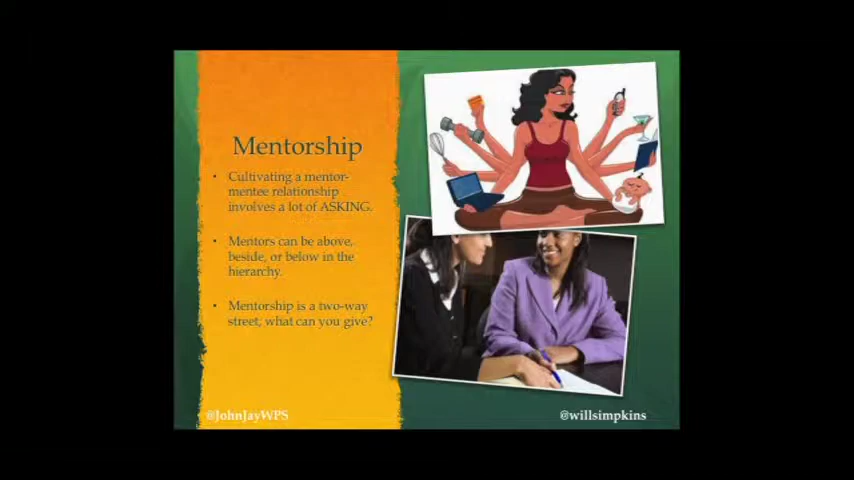 Mentorship
• Cultivating a mentor-
mentee relationship
involves a lot of ASKING.
• Mentors can be above,
beside, or below in the
hierarchy.
• Mentorship is a two-way
street; what can you give?
@JohnJayWPS
@willsimpkins